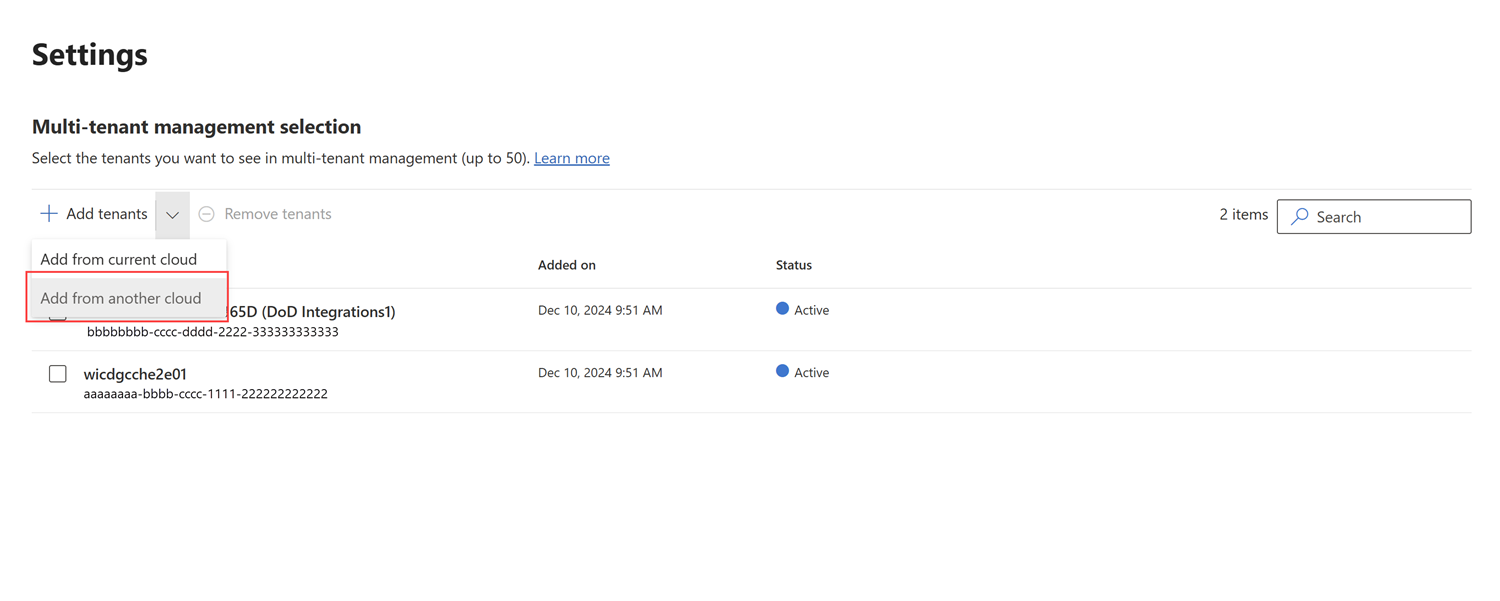 Settings
Multi-tenant management selection
Select the tenants you want to see in multi-tenant management (up to 50). Learn more
Add tenants Remove tenants 2 items Search
Add from current cloud
Added on Status
Add from another cloud
65D (DoD Integrations1) Dec 10, 2024 9:51 AM Active
bbbbbbbb-cccc-dddd-2222-333333333333
wicdgcche2e01 Dec 10, 2024 9:51 AM Active
aaaaaaaa-bbbb-cccc-1111-222222222222